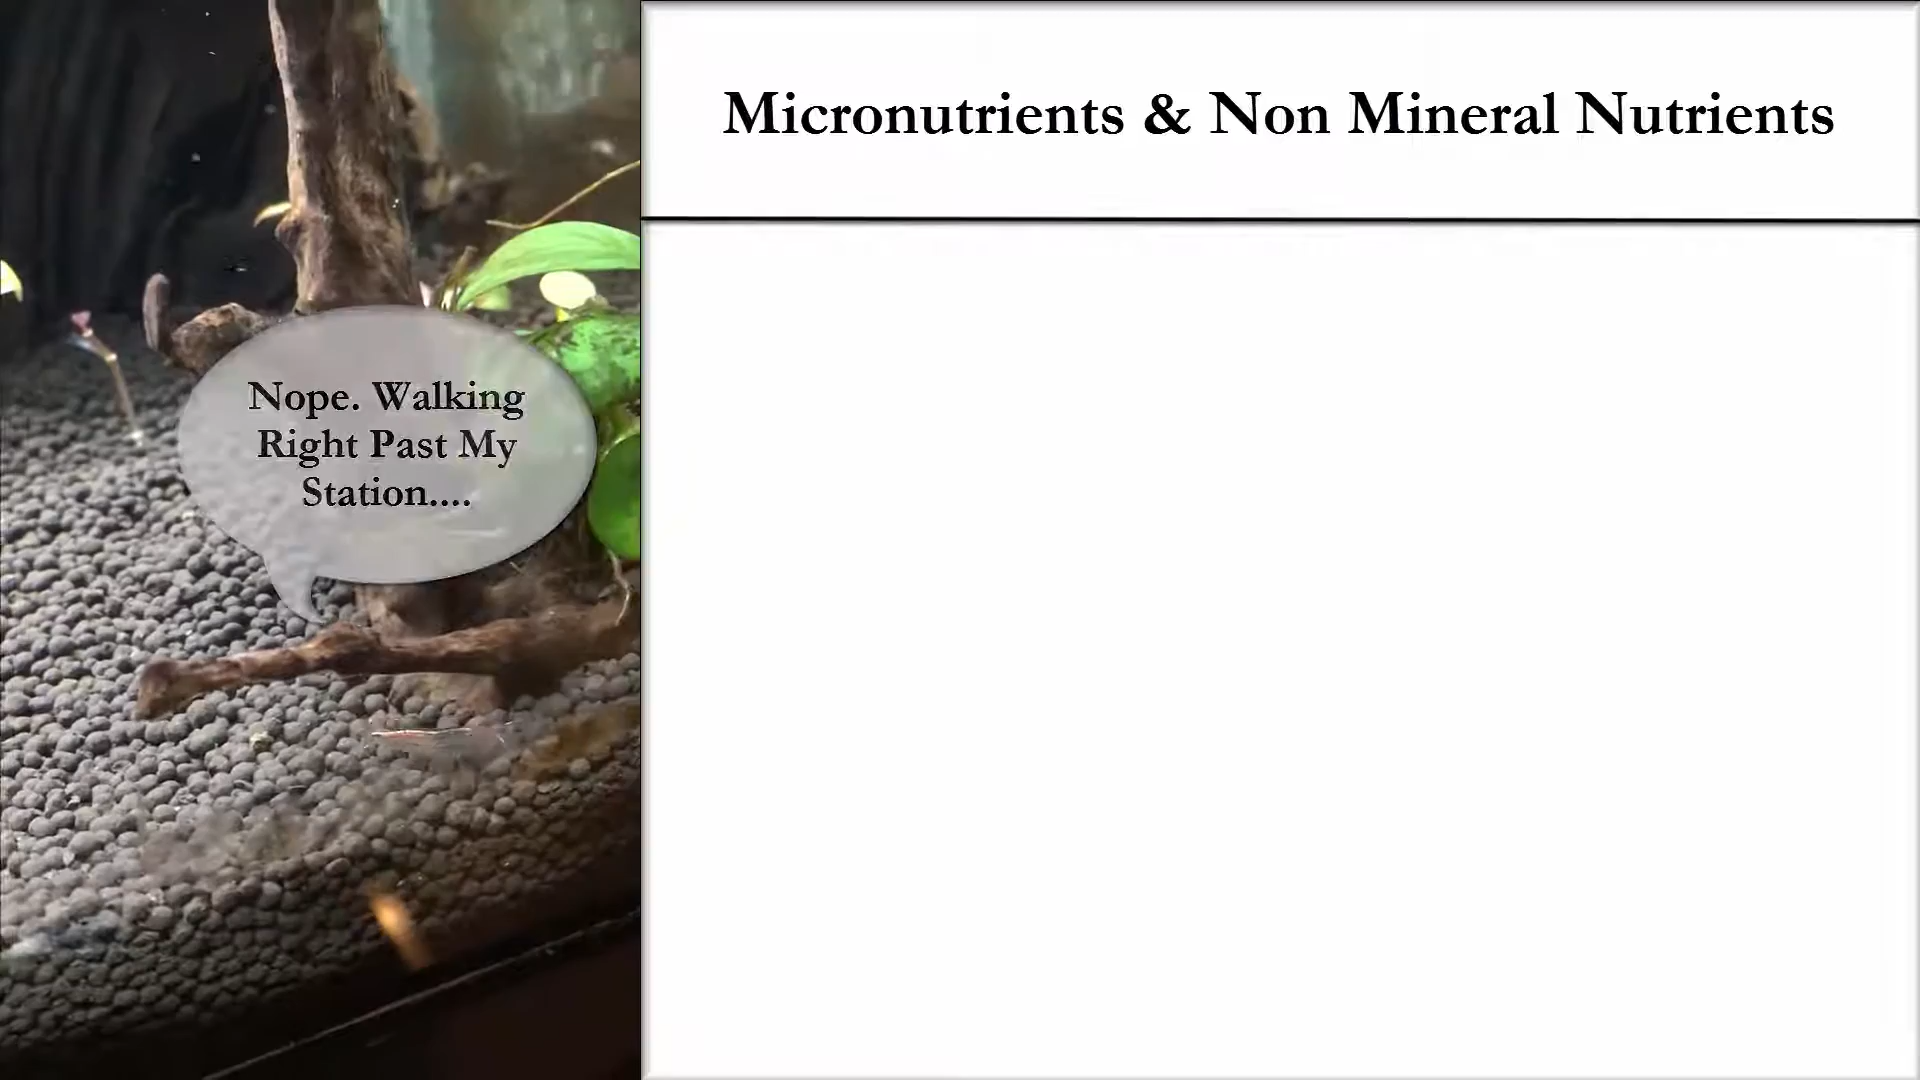 Micronutrients & Non Mineral Nutrients
Nope. Walking
Right Past My
Station....